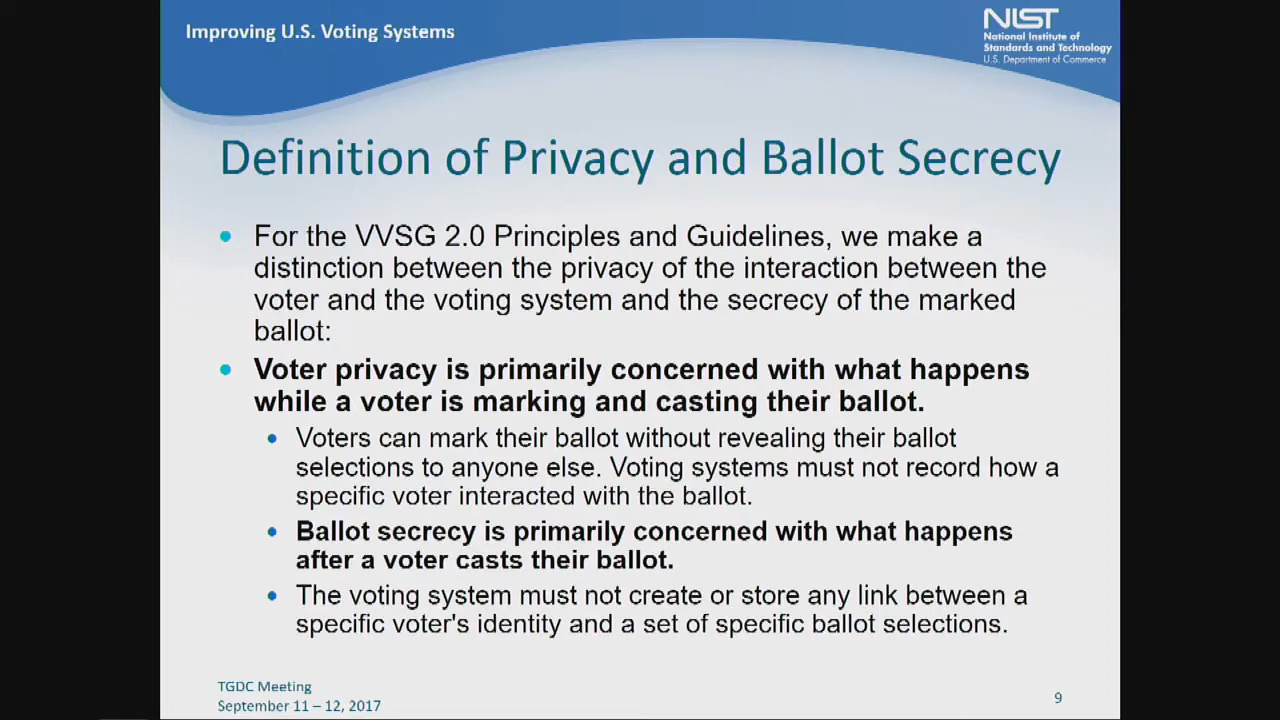 Improving U.S. Voting Systems
NIST
National Institute of
Standards and Technology
U.S. Department of Commerce
Definition of Privacy and Ballot Secrecy
• For the VVSG 2.0 Principles and Guidelines, we make a
distinction between the privacy of the interaction between the
voter and the voting system and the secrecy of the marked
ballot:
• Voter privacy is primarily concerned with what happens
while a voter is marking and casting their ballot.
• Voters can mark their ballot without revealing their ballot
selections to anyone else. Voting systems must not record how a
specific voter interacted with the ballot.
• Ballot secrecy is primarily concerned with what happens
after a voter casts their ballot.
• The voting system must not create or store any link between a
specific voter's identity and a set of specific ballot selections.
TGDC Meeting
September 11 – 12, 2017
9